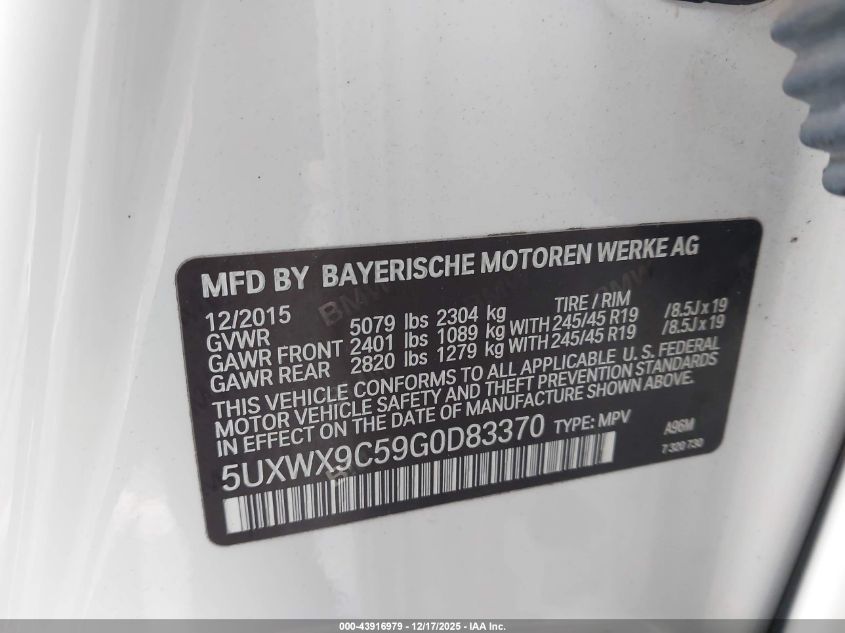 MFD BY BAYERISCHE MOTOREN WERKE AG
12/2015 TIRE / RIM
GVWR 5079 lbs 2304 kg
GAWR FRONT 2401 lbs 1089 kg WITH 245/45 R19 /8.5J x 19
GAWR REAR 2820 lbs 1279 kg WITH 245/45 R19 /8.5J x 19
THIS VEHICLE CONFORMS TO ALL APPLICABLE U. S. FEDERAL
MOTOR VEHICLE SAFETY AND THEFT PREVENTION STANDARDS
IN EFFECT ON THE DATE OF MANUFACTURE SHOWN ABOVE.
5UXWX9C59G0D83370 TYPE: MPV A96M
7 320 730
000-43916979 - 12/17/2025 - IAA Inc.